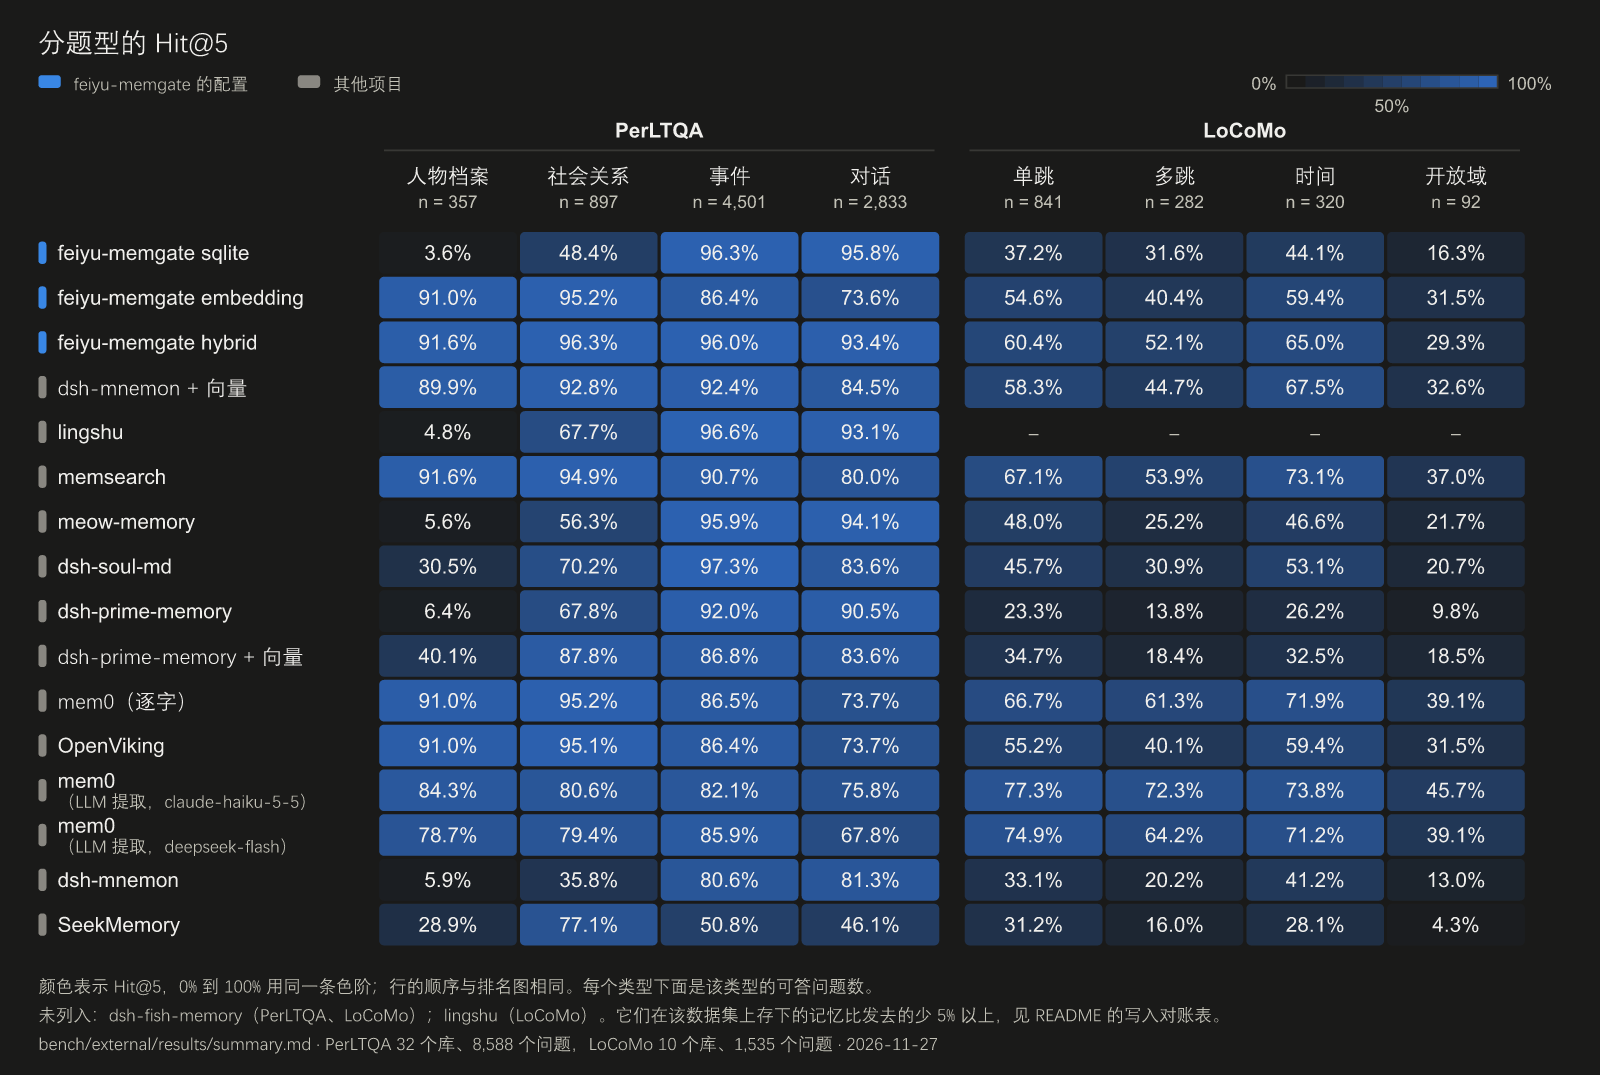 分题型的 Hit@5
feiyu-memgate 的配置 其他项目 0% 100%
50%
PerLTQA LoCoMo
人物档案 社会关系 事件 对话 单跳 多跳 时间 开放域
n = 357 n = 897 n = 4,501 n = 2,833 n = 841 n = 282 n = 320 n = 92
feiyu-memgate sqlite 3.6% 48.4% 96.3% 95.8% 37.2% 31.6% 44.1% 16.3%
feiyu-memgate embedding 91.0% 95.2% 86.4% 73.6% 54.6% 40.4% 59.4% 31.5%
feiyu-memgate hybrid 91.6% 96.3% 96.0% 93.4% 60.4% 52.1% 65.0% 29.3%
dsh-mnemon + 向量 89.9% 92.8% 92.4% 84.5% 58.3% 44.7% 67.5% 32.6%
lingshu 4.8% 67.7% 96.6% 93.1% – – – –
memsearch 91.6% 94.9% 90.7% 80.0% 67.1% 53.9% 73.1% 37.0%
meow-memory 5.6% 56.3% 95.9% 94.1% 48.0% 25.2% 46.6% 21.7%
dsh-soul-md 30.5% 70.2% 97.3% 83.6% 45.7% 30.9% 53.1% 20.7%
dsh-prime-memory 6.4% 67.8% 92.0% 90.5% 23.3% 13.8% 26.2% 9.8%
dsh-prime-memory + 向量 40.1% 87.8% 86.8% 83.6% 34.7% 18.4% 32.5% 18.5%
mem0（逐字） 91.0% 95.2% 86.5% 73.7% 66.7% 61.3% 71.9% 39.1%
OpenViking 91.0% 95.1% 86.4% 73.7% 55.2% 40.1% 59.4% 31.5%
mem0 84.3% 80.6% 82.1% 75.8% 77.3% 72.3% 73.8% 45.7%
（LLM 提取，claude-haiku-5-5）
mem0 78.7% 79.4% 85.9% 67.8% 74.9% 64.2% 71.2% 39.1%
（LLM 提取，deepseek-flash）
dsh-mnemon 5.9% 35.8% 80.6% 81.3% 33.1% 20.2% 41.2% 13.0%
SeekMemory 28.9% 77.1% 50.8% 46.1% 31.2% 16.0% 28.1% 4.3%
颜色表示 Hit@5，0% 到 100% 用同一条色阶；行的顺序与排名图相同。每个类型下面是该类型的可答问题数。
未列入：dsh-fish-memory（PerLTQA、LoCoMo）；lingshu（LoCoMo）。它们在该数据集上存下的记忆比发去的少 5% 以上，见 README 的写入对账表。
bench/external/results/summary.md · PerLTQA 32 个库、8,588 个问题，LoCoMo 10 个库、1,535 个问题 · 2026-11-27